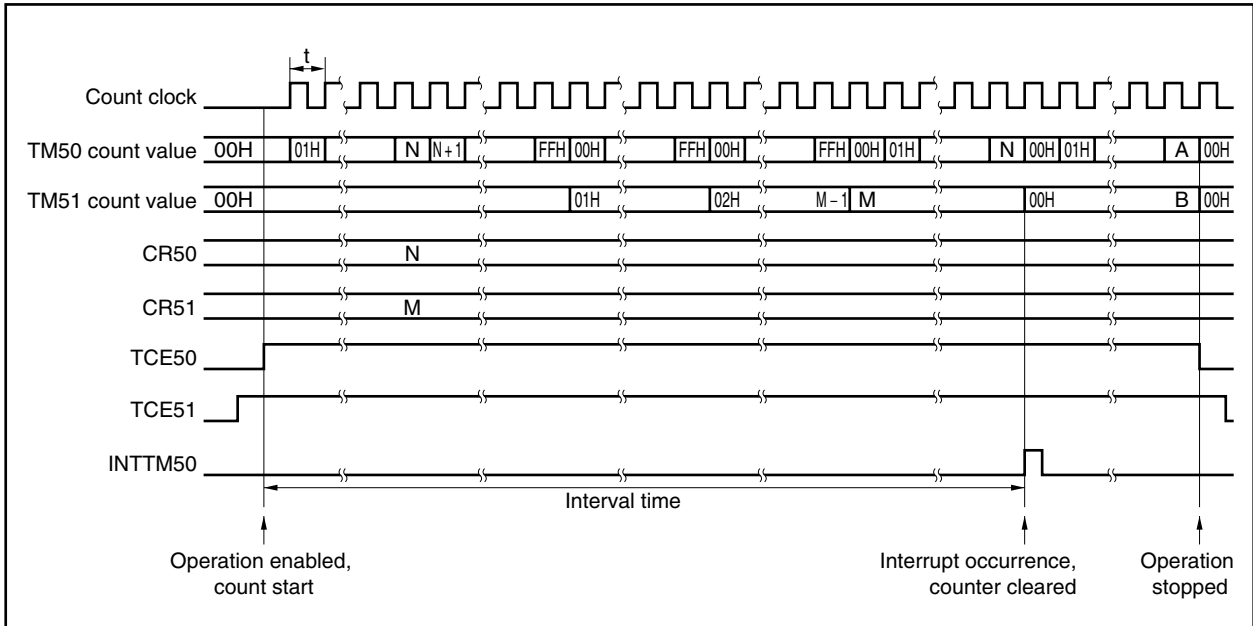 t
Count clock
TM50 count value 00H 01H N N + 1 FFH 00H FFH 00H FFH 00H 01H N 00H 01H A 00H
TM51 count value 00H 01H 02H M – 1 M 00H B 00H
CR50 N
CR51 M
TCE50
TCE51
INTTM50
Interval time
Operation enabled, Interrupt occurrence, Operation
count start counter cleared stopped